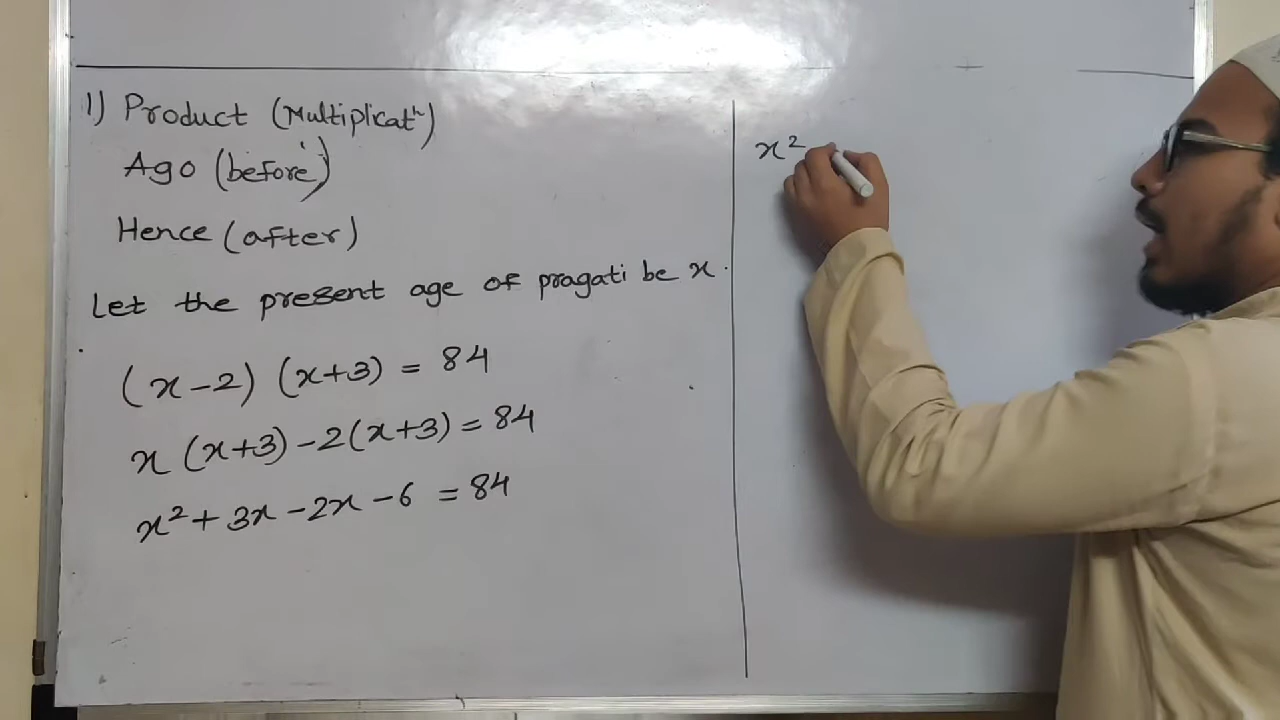 1) Product (Multiplicatⁿ)
Ago (before)
Hence (after)
Let the present age of pragati be x.
(x-2) (x+3) = 84
x (x+3) -2 (x+3) = 84
x² + 3x - 2x - 6 = 84
x²